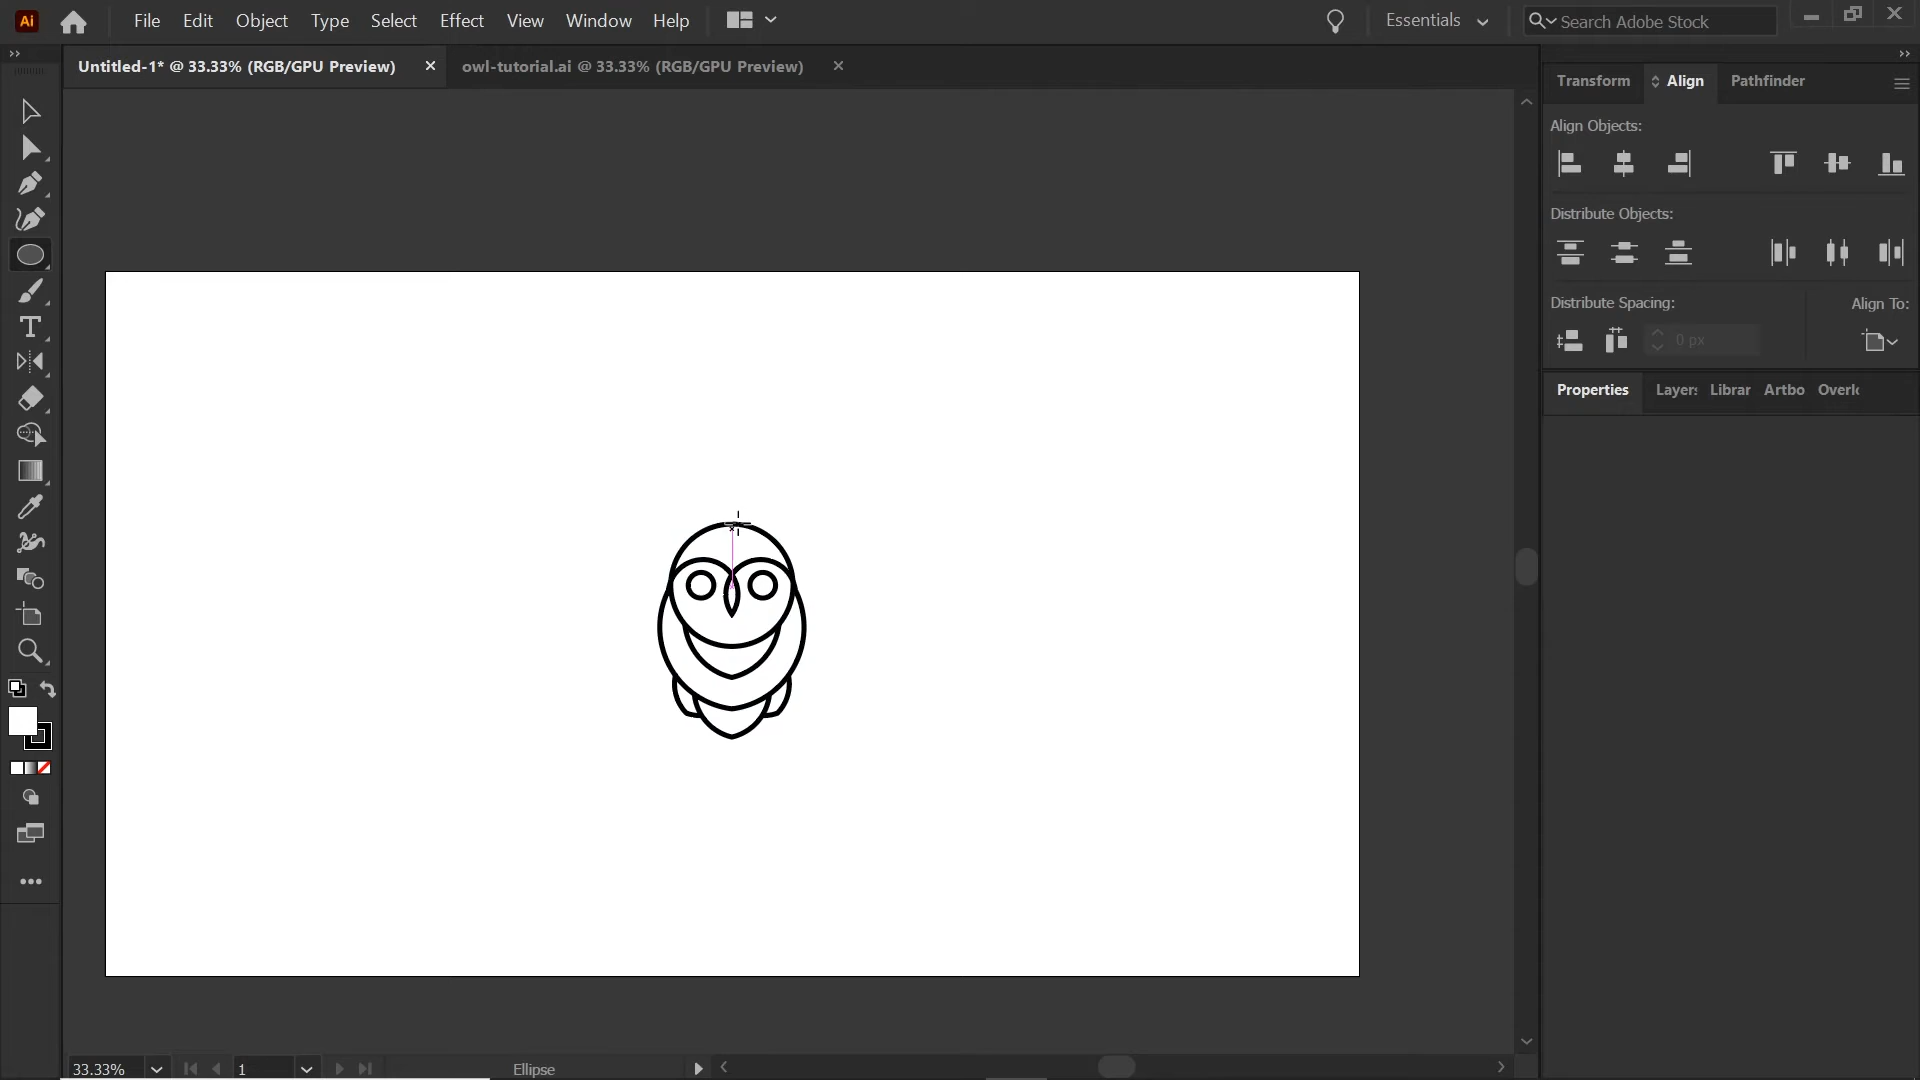 Ai File Edit Object Type Select Effect View Window Help Essentials Search Adobe Stock
Untitled-1* @ 33.33% (RGB/GPU Preview) owl-tutorial.ai @ 33.33% (RGB/GPU Preview)
Transform Align Pathfinder
Align Objects:
Distribute Objects:
Distribute Spacing: Align To:
0 px
Properties Layer: Librar Artbo Overl
33.33% 1 Ellipse